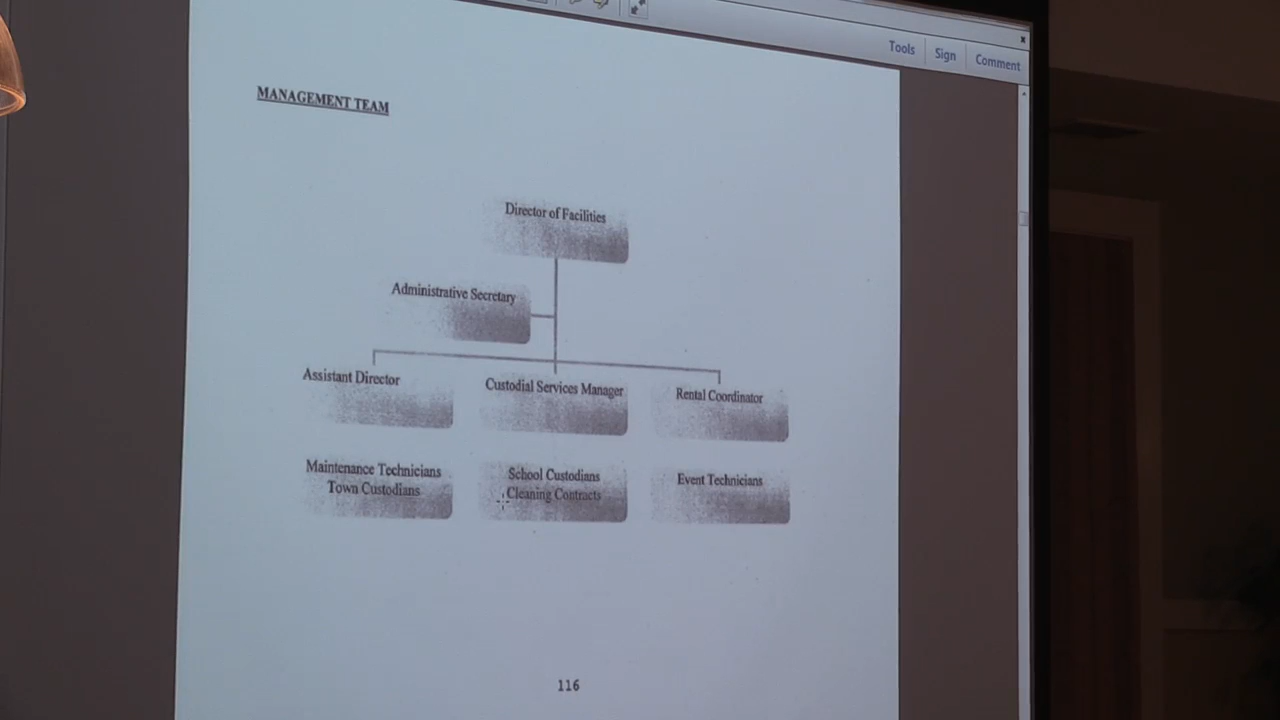 Tools Sign Comment
MANAGEMENT TEAM
Director of Facilities
Administrative Secretary
Assistant Director
Custodial Services Manager
Rental Coordinator
Maintenance Technicians
Town Custodians
School Custodians
Cleaning Contracts
Event Technicians
116